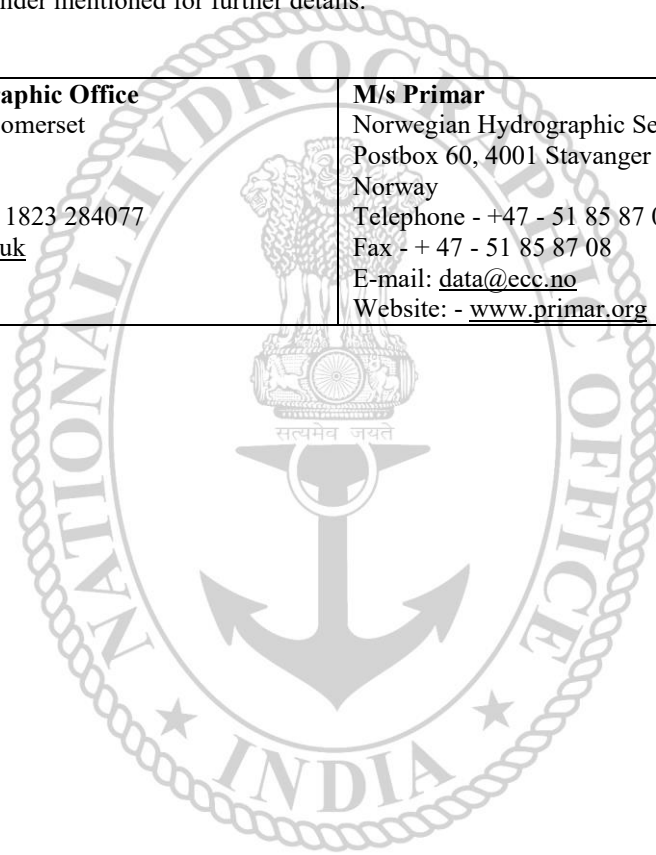 nder mentioned for further details.
raphic Office
omerset
1823 284077
uk
M/s Primar
Norwegian Hydrographic Se
Postbox 60, 4001 Stavanger
Norway
Telephone - +47 - 51 85 87 0
Fax - + 47 - 51 85 87 08
E-mail: data@ecc.no
Website: - www.primar.org
NATIONAL HYDROGRAPHIC OFFICE
सत्यमेव जयते
INDIA